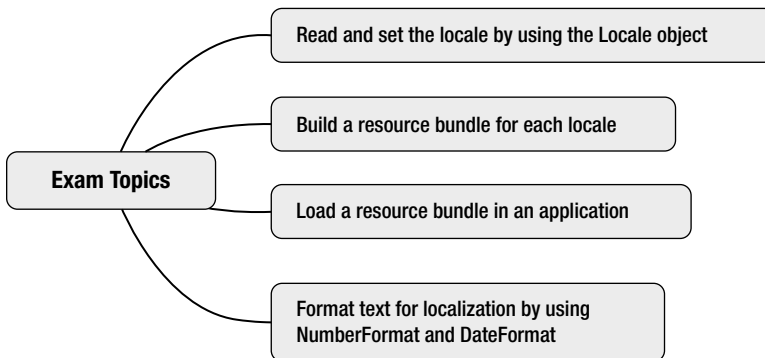 Read and set the locale by using the Locale object
Build a resource bundle for each locale
Exam Topics
Load a resource bundle in an application
Format text for localization by using
NumberFormat and DateFormat